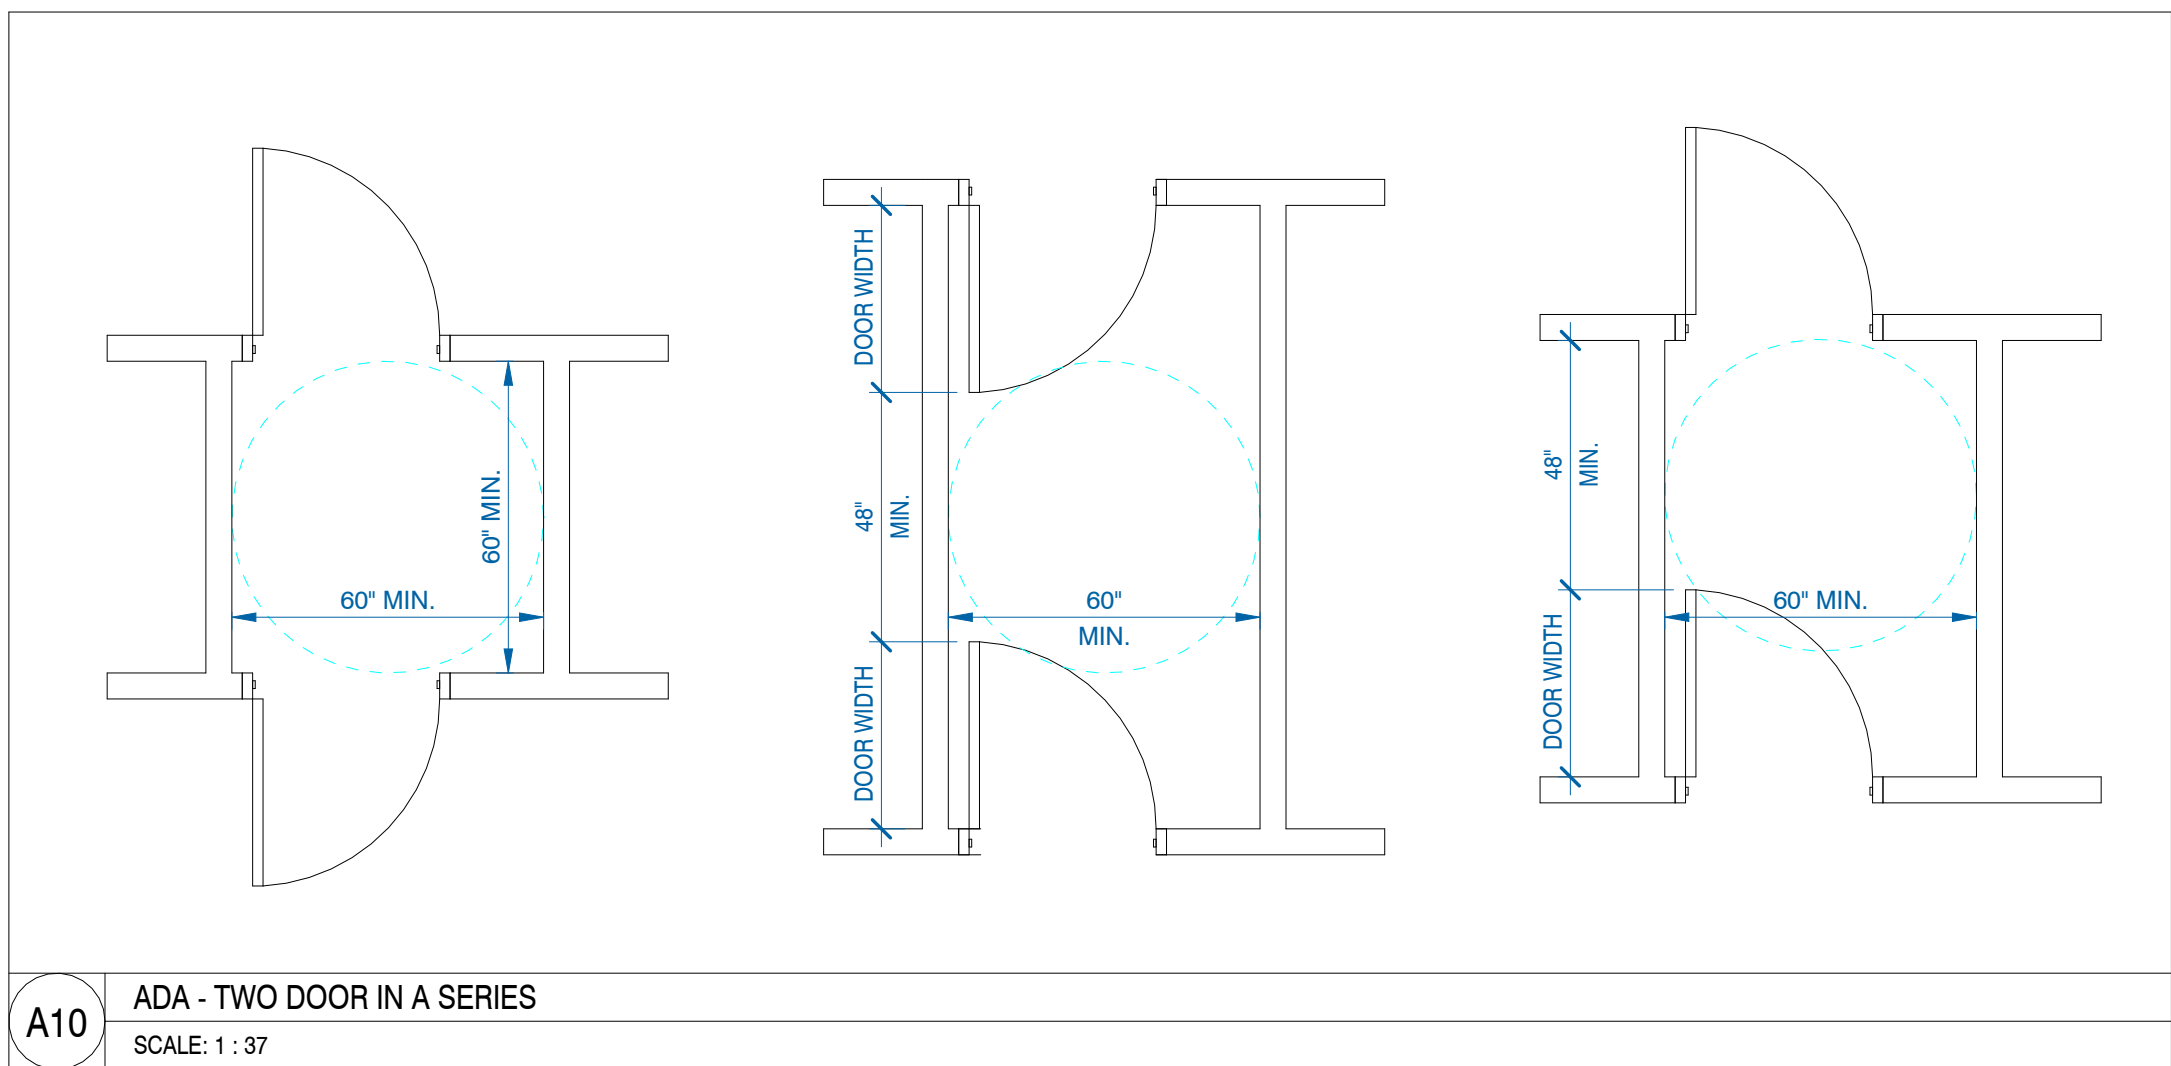 60" MIN.
60" MIN.
DOOR WIDTH
48"
MIN.
DOOR WIDTH
60"
MIN.
48"
MIN.
DOOR WIDTH
60" MIN.
A10
ADA - TWO DOOR IN A SERIES
SCALE: 1 : 37